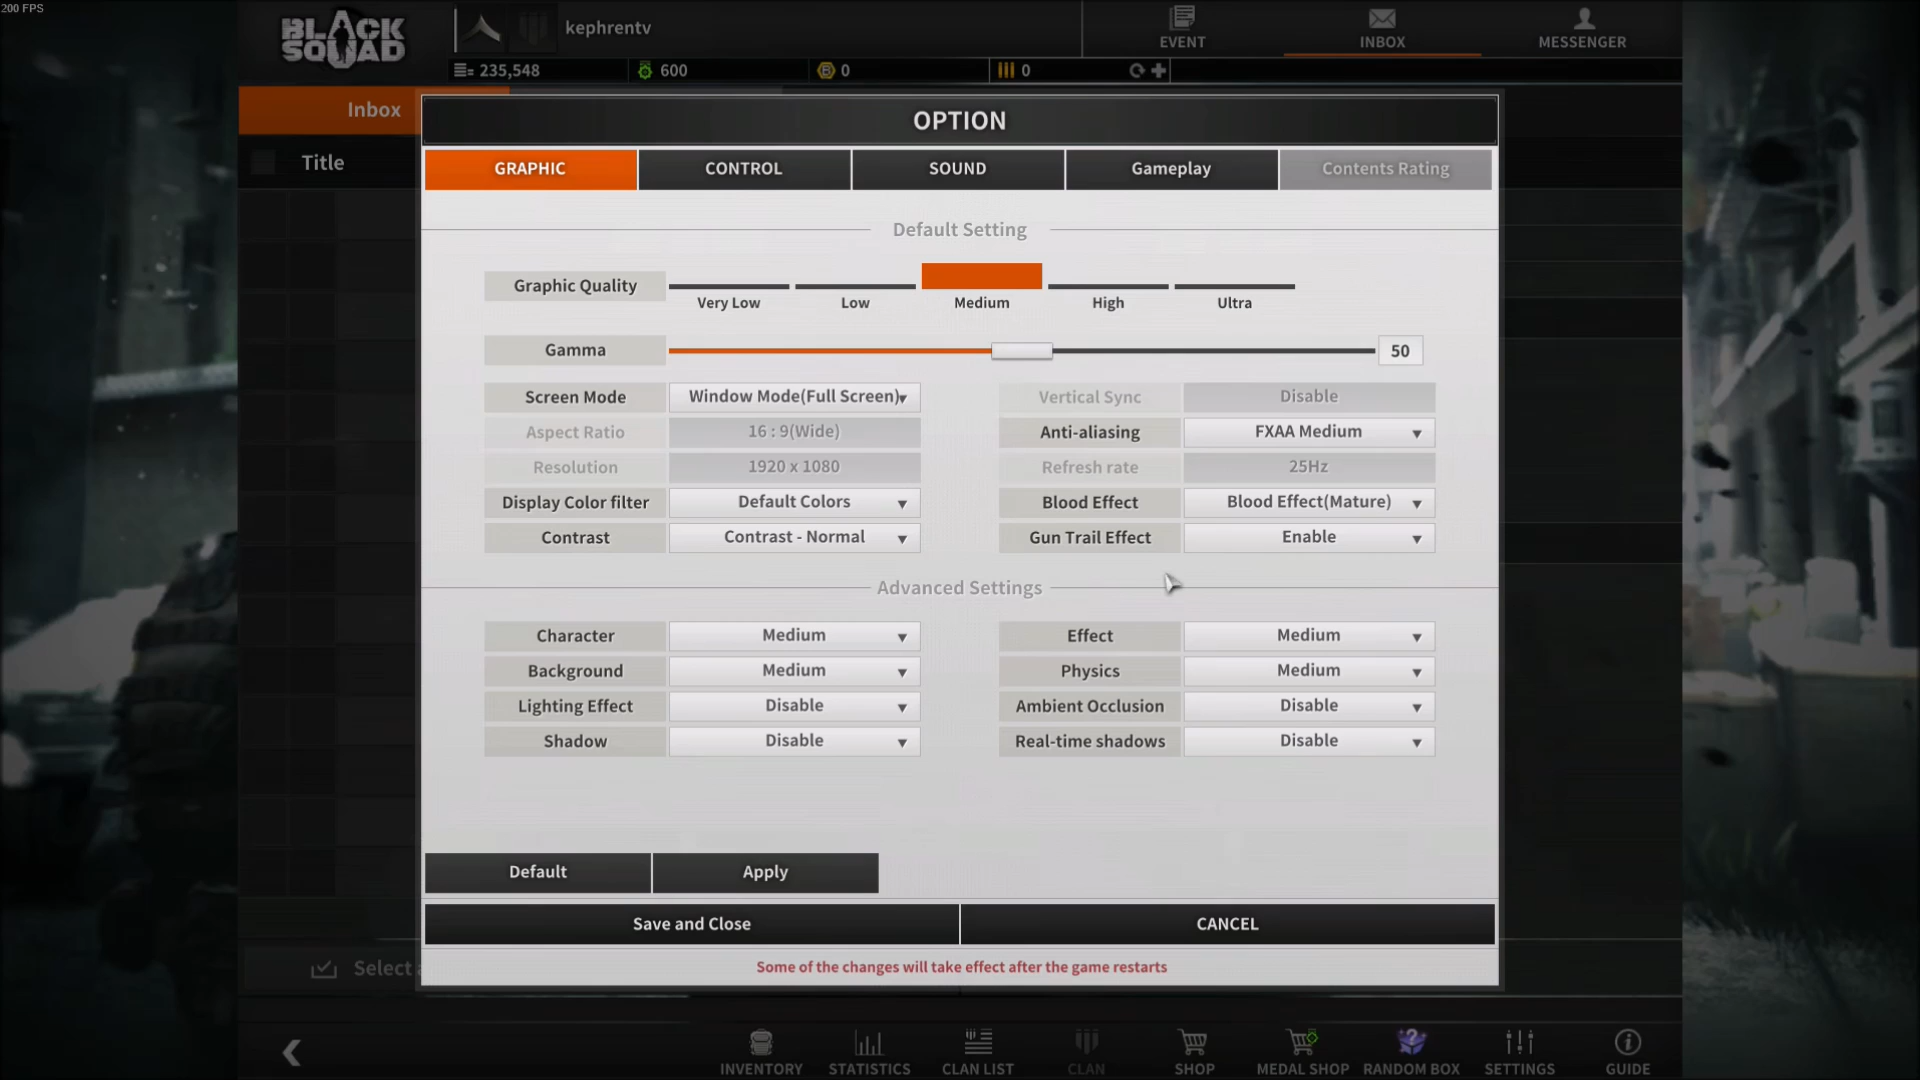 200 FPS
BLACK SQUAD
kephrentv
EVENT
INBOX
MESSENGER
235,548
600
0
0
Inbox
OPTION
Title
GRAPHIC
CONTROL
SOUND
Gameplay
Contents Rating
Default Setting
Graphic Quality
Very Low
Low
Medium
High
Ultra
Gamma
50
Screen Mode
Window Mode(Full Screen)
Vertical Sync
Disable
Aspect Ratio
16 : 9(Wide)
Anti-aliasing
FXAA Medium
Resolution
1920 x 1080
Refresh rate
25Hz
Display Color filter
Default Colors
Blood Effect
Blood Effect(Mature)
Contrast
Contrast - Normal
Gun Trail Effect
Enable
Advanced Settings
Character
Medium
Effect
Medium
Background
Medium
Physics
Medium
Lighting Effect
Disable
Ambient Occlusion
Disable
Shadow
Disable
Real-time shadows
Disable
Default
Apply
Save and Close
CANCEL
Some of the changes will take effect after the game restarts
Select
INVENTORY
STATISTICS
CLAN LIST
CLAN
SHOP
MEDAL SHOP
RANDOM BOX
SETTINGS
GUIDE